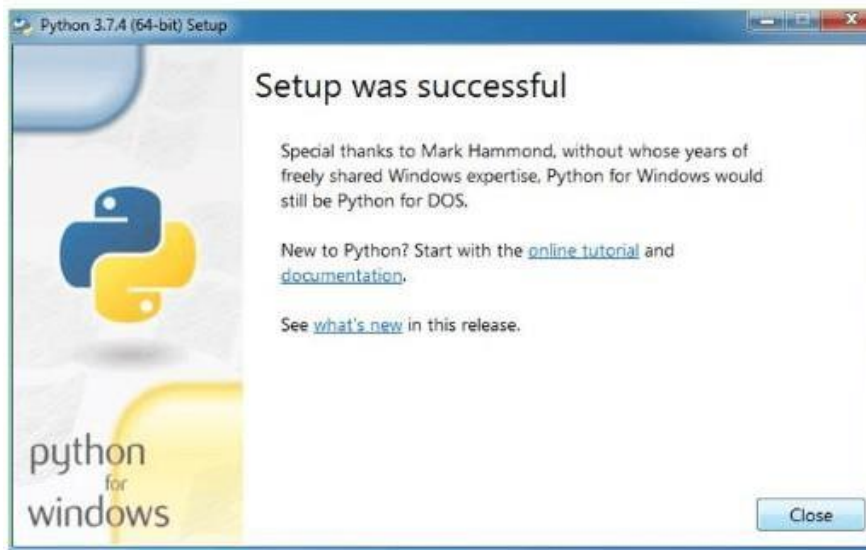 Python 3.7.4 (64-bit) Setup
Setup was successful
Special thanks to Mark Hammond, without whose years of
freely shared Windows expertise, Python for Windows would
still be Python for DOS.
New to Python? Start with the online tutorial and
documentation.
See what's new in this release.
python
for
windows
Close